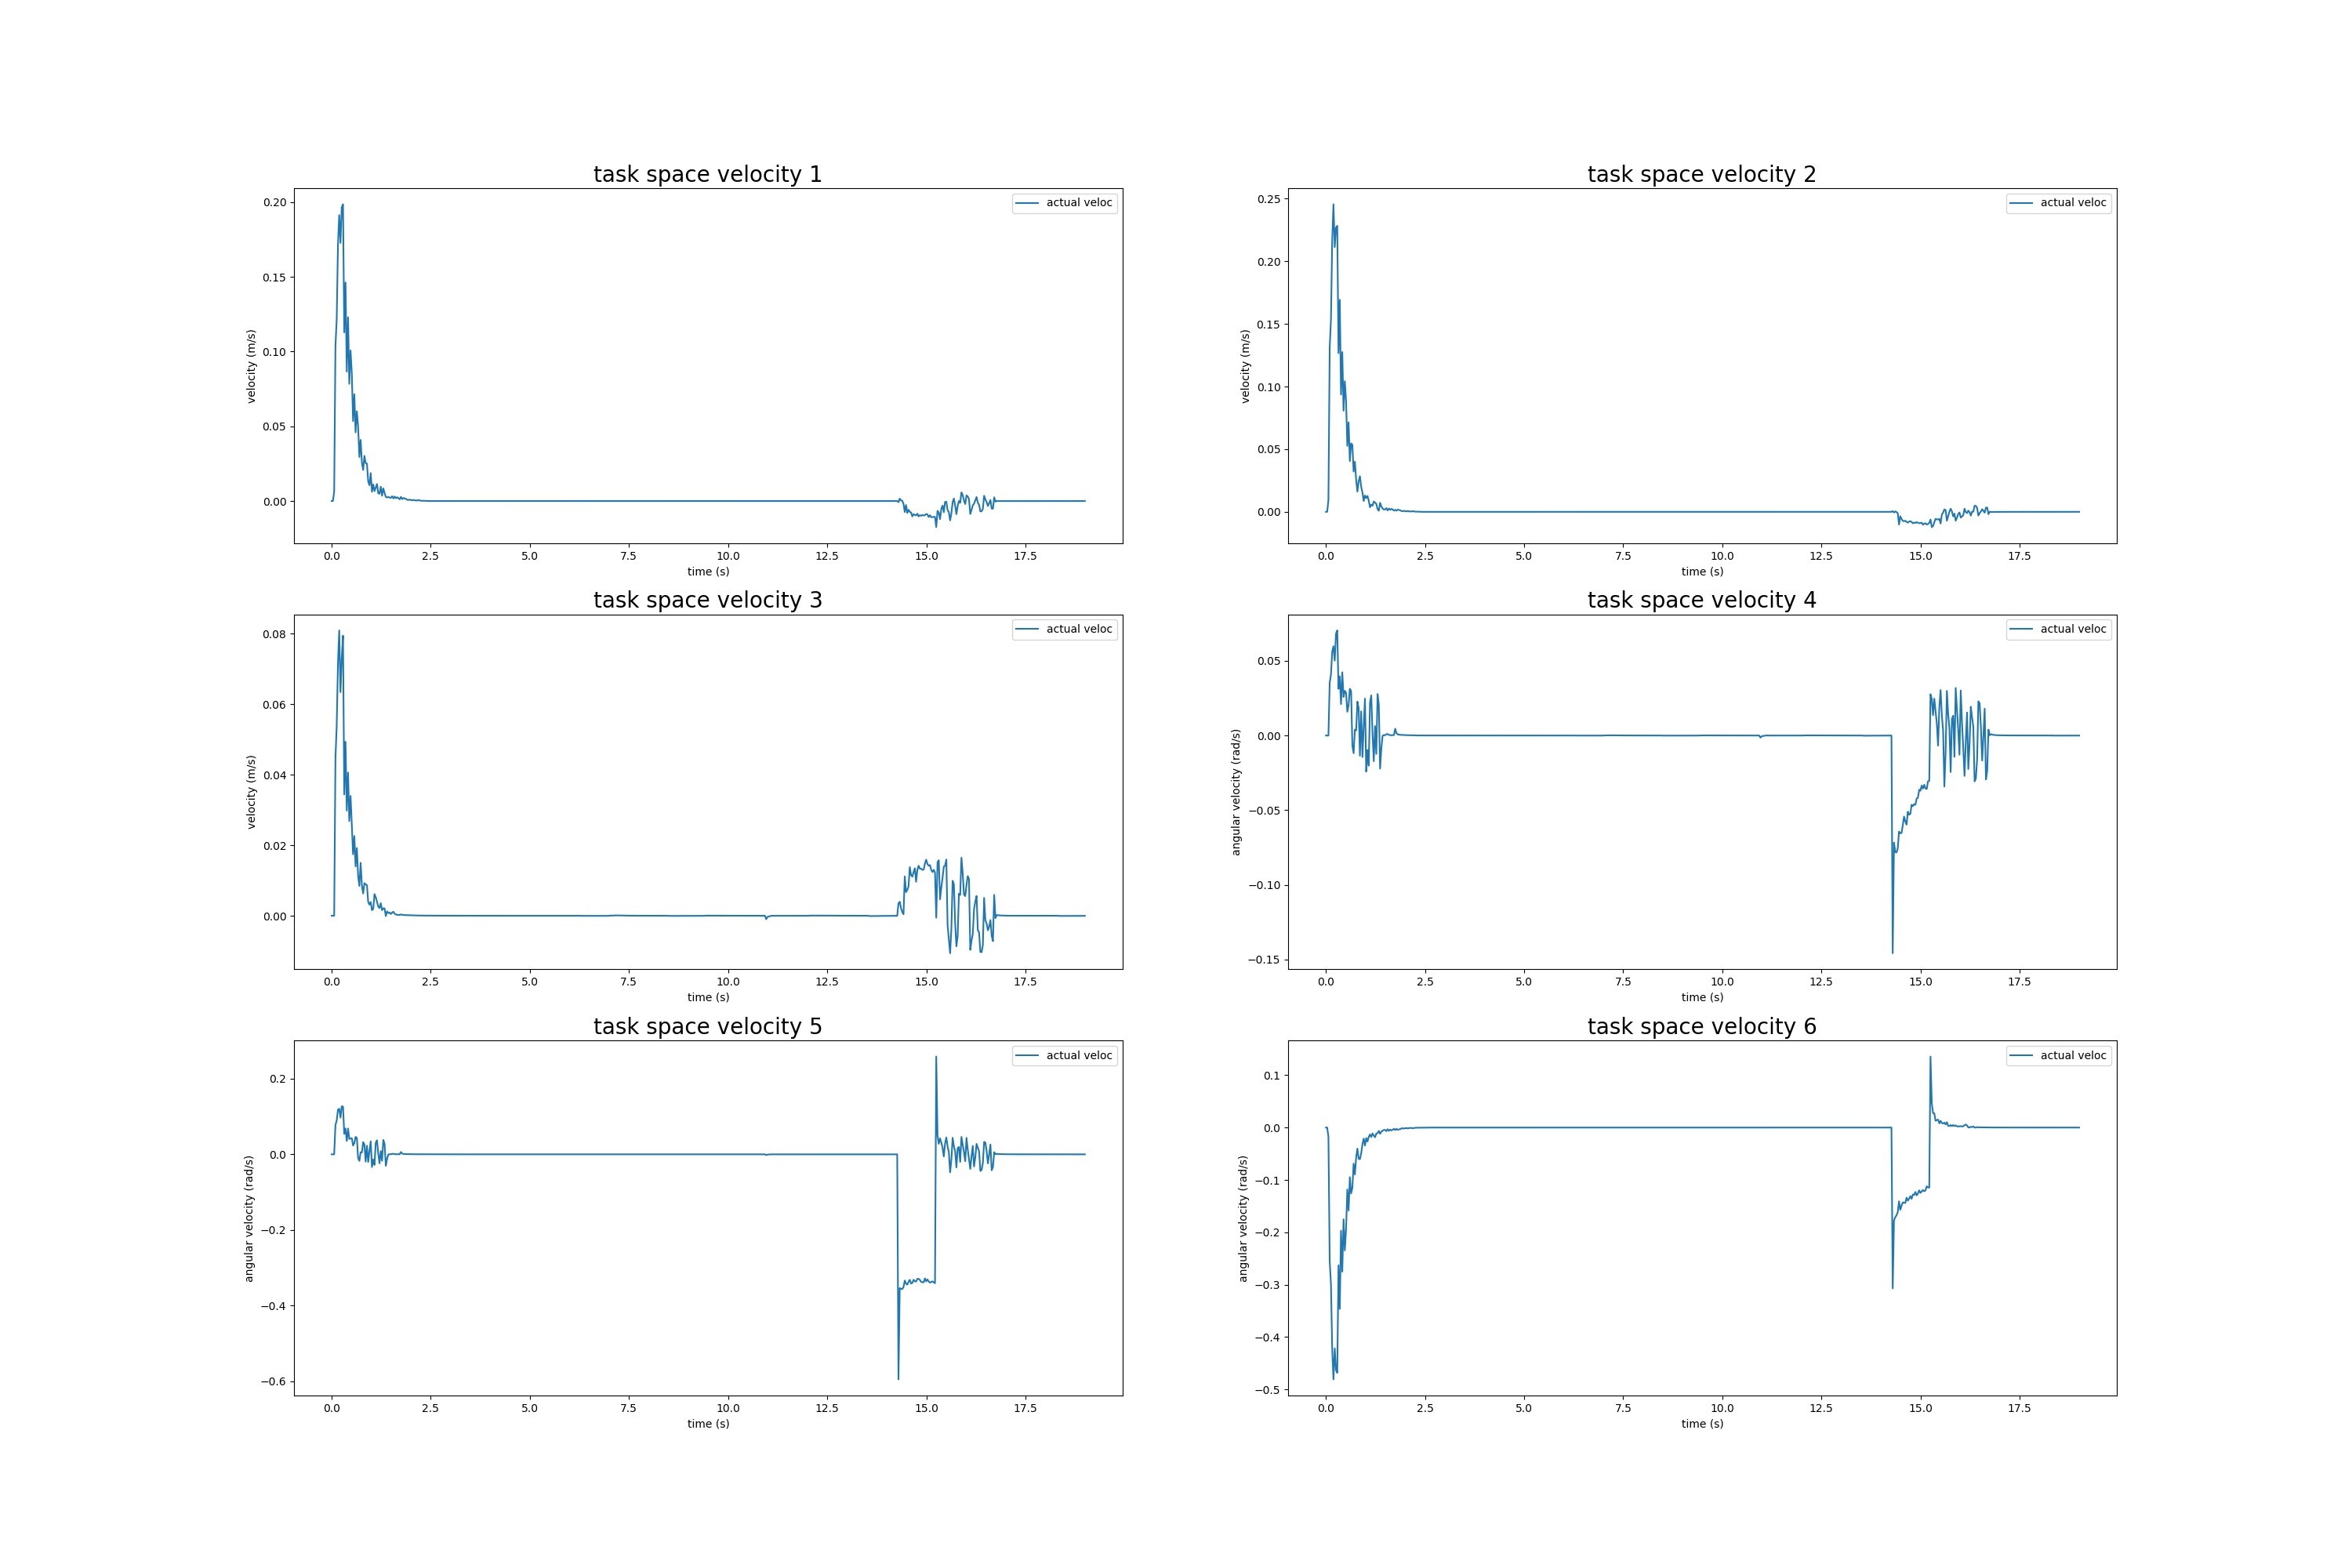 task space velocity 1
task space velocity 2
actual veloc
actual veloc
0.20
0.15
0.10
0.05
0.00
velocity (m/s)
0.0 2.5 5.0 7.5 10.0 12.5 15.0 17.5
time (s)
0.25
0.20
0.15
0.10
0.05
0.00
velocity (m/s)
0.0 2.5 5.0 7.5 10.0 12.5 15.0 17.5
time (s)
task space velocity 3
task space velocity 4
actual veloc
actual veloc
0.08
0.06
0.04
0.02
0.00
velocity (m/s)
0.0 2.5 5.0 7.5 10.0 12.5 15.0 17.5
time (s)
0.05
0.00
−0.05
−0.10
−0.15
angular velocity (rad/s)
0.0 2.5 5.0 7.5 10.0 12.5 15.0 17.5
time (s)
task space velocity 5
task space velocity 6
actual veloc
actual veloc
0.2
0.0
−0.2
−0.4
−0.6
angular velocity (rad/s)
0.0 2.5 5.0 7.5 10.0 12.5 15.0 17.5
time (s)
0.1
0.0
−0.1
−0.2
−0.3
−0.4
−0.5
angular velocity (rad/s)
0.0 2.5 5.0 7.5 10.0 12.5 15.0 17.5
time (s)